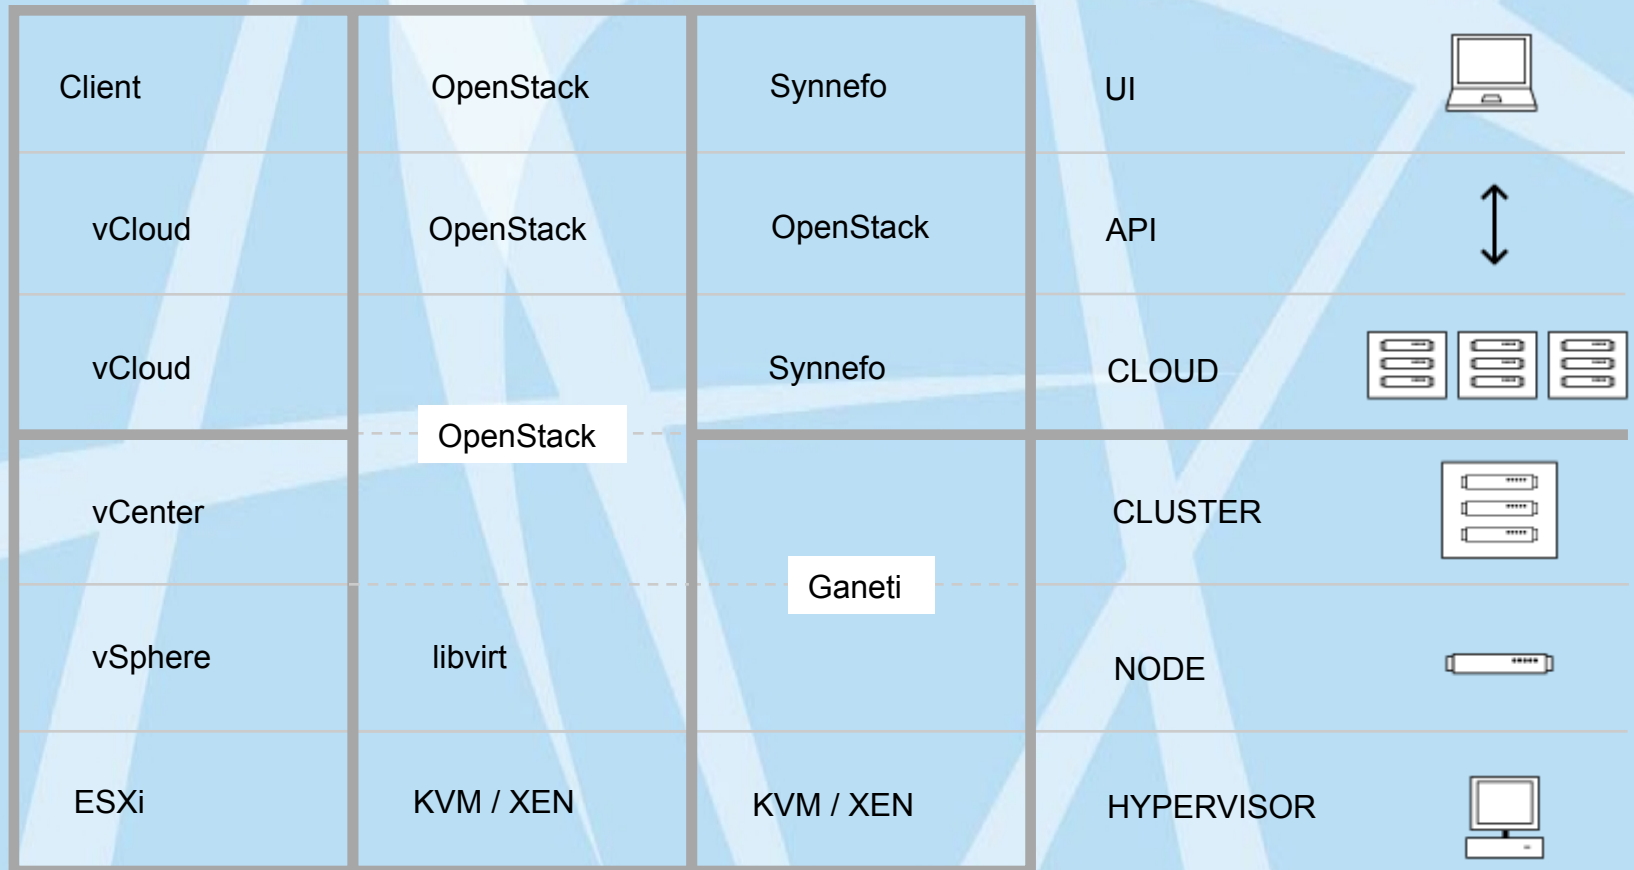 Client OpenStack Synnefo UI
vCloud OpenStack OpenStack API
vCloud Synnefo CLOUD
OpenStack
vCenter CLUSTER
Ganeti
vSphere libvirt NODE
ESXi KVM / XEN KVM / XEN HYPERVISOR